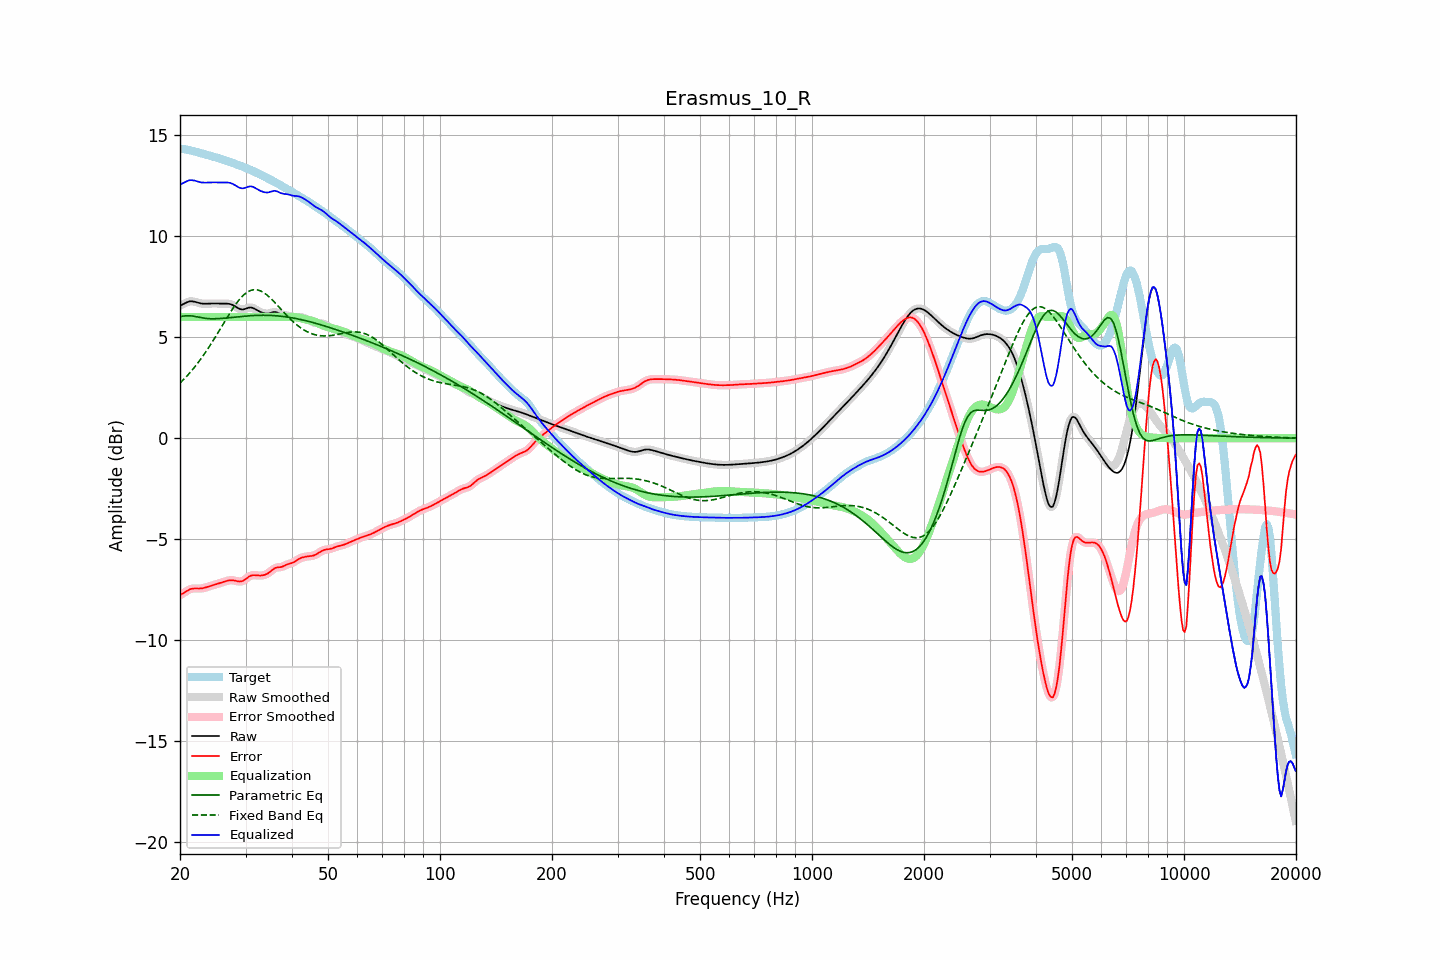 Erasmus_10_R
Amplitude (dBr)
15
10
5
0
−5
−10
−15
−20
Target
Raw Smoothed
Error Smoothed
Raw
Error
Equalization
Parametric Eq
Fixed Band Eq
Equalized
20 50 100 200 500 1000 2000 5000 10000 20000
Frequency (Hz)